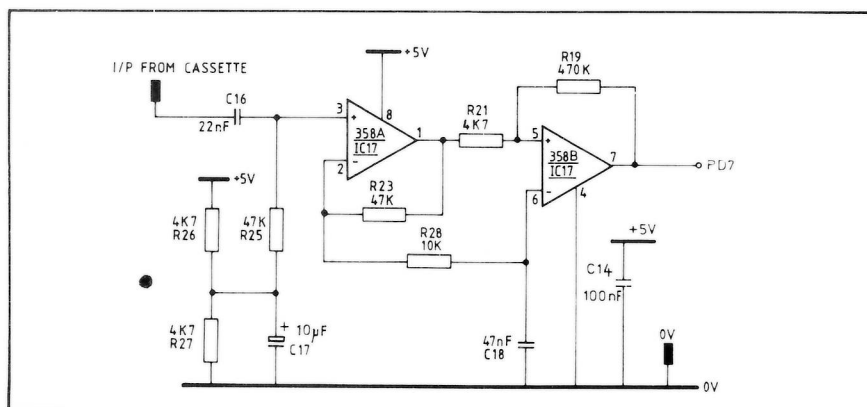 I/P FROM CASSETTE
C16
22nF
+5V
3
+
8
358A
IC17
1
-
2
R21
4K7
R19
470K
5
+
358B
IC17
7
PD7
-
6
4
R23
47K
R28
10K
+5V
4K7
R26
47K
R25
+5V
C14
100nF
4K7
R27
+ 10µF
C17
47nF
C18
0V
0V